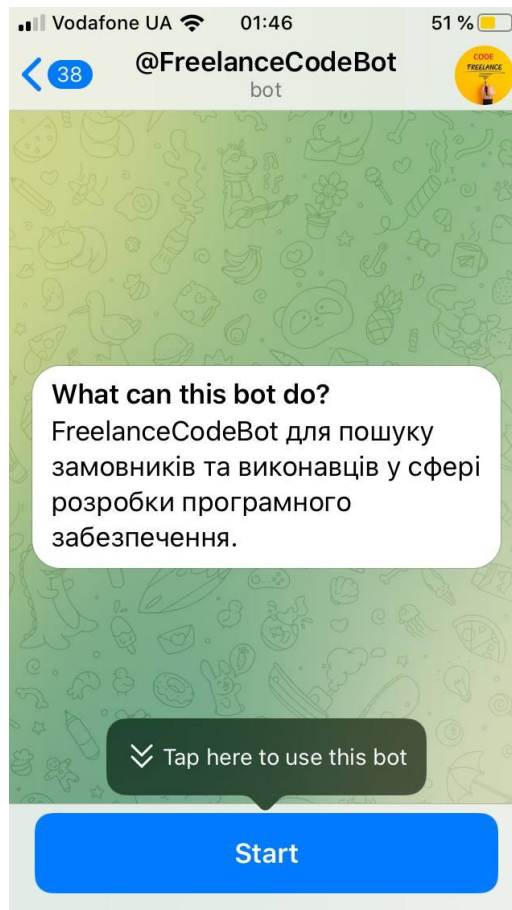 Vodafone UA 01:46 51 %
38 @FreelanceCodeBot
bot
CODE
FREELANCE
What can this bot do?
FreelanceCodeBot для пошуку
замовників та виконавців у сфері
розробки програмного
забезпечення.
Tap here to use this bot
Start